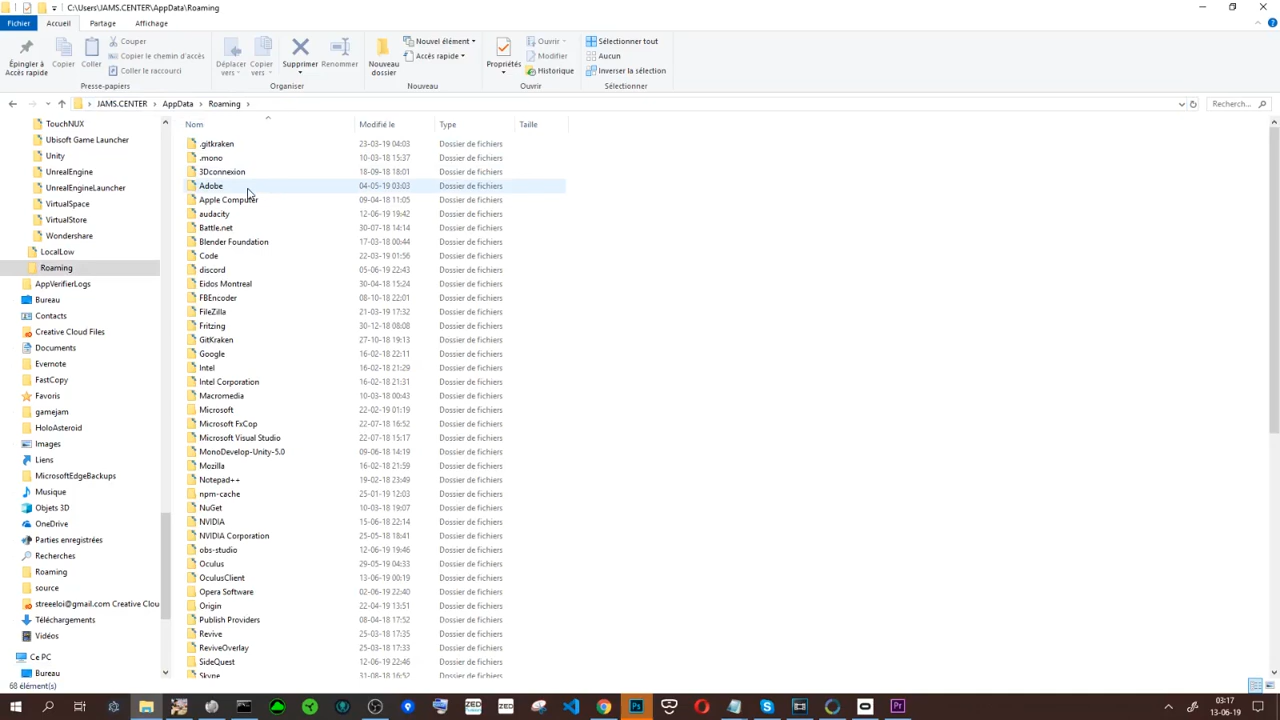 C:\Users\JAMS.CENTER\AppData\Roaming
Fichier Accueil Partage Affichage
Épingler à Accès rapide
Copier
Coller
Couper
Copier le chemin d'accès
Coller le raccourci
Presse-papiers
Déplacer vers
Copier vers
Supprimer
Renommer
Organiser
Nouveau dossier
Nouvel élément
Accès rapide
Nouveau
Propriétés
Ouvrir
Modifier
Historique
Ouvrir
Sélectionner tout
Aucun
Inverser la sélection
Sélectionner
JAMS.CENTER > AppData > Roaming >
Recherch...
TouchNUX
Ubisoft Game Launcher
Unity
UnrealEngine
UnrealEngineLauncher
VirtualSpace
VirtualStore
Wondershare
LocalLow
Roaming
AppVerifierLogs
Bureau
Contacts
Creative Cloud Files
Documents
Evernote
FastCopy
Favoris
gamejam
HoloAsteroid
Images
Liens
MicrosoftEdgeBackups
Musique
Objets 3D
OneDrive
Parties enregistrées
Recherches
Roaming
source
streeeloi@gmail.com Creative Clou
Téléchargements
Vidéos
Ce PC
Bureau
Nom Modifié le Type Taille
.gitkraken 23-03-19 04:03 Dossier de fichiers
.mono 10-03-18 15:37 Dossier de fichiers
3Dconnexion 18-09-18 18:01 Dossier de fichiers
Adobe 04-05-19 03:03 Dossier de fichiers
Apple Computer 09-04-18 11:05 Dossier de fichiers
audacity 12-06-19 19:42 Dossier de fichiers
Battle.net 30-07-18 14:14 Dossier de fichiers
Blender Foundation 17-03-18 00:44 Dossier de fichiers
Code 22-03-19 01:56 Dossier de fichiers
discord 05-06-19 22:43 Dossier de fichiers
Eidos Montreal 30-04-18 15:24 Dossier de fichiers
FBEncoder 08-10-18 22:01 Dossier de fichiers
FileZilla 21-03-19 17:32 Dossier de fichiers
Fritzing 30-12-18 08:08 Dossier de fichiers
GitKraken 27-10-18 19:13 Dossier de fichiers
Google 16-02-18 22:11 Dossier de fichiers
Intel 16-02-18 21:29 Dossier de fichiers
Intel Corporation 16-02-18 21:31 Dossier de fichiers
Macromedia 10-03-18 00:43 Dossier de fichiers
Microsoft 22-02-19 01:19 Dossier de fichiers
Microsoft FxCop 22-07-18 16:52 Dossier de fichiers
Microsoft Visual Studio 22-07-18 15:17 Dossier de fichiers
MonoDevelop-Unity-5.0 09-06-18 14:19 Dossier de fichiers
Mozilla 16-02-18 21:59 Dossier de fichiers
Notepad++ 19-02-18 23:49 Dossier de fichiers
npm-cache 25-01-19 12:03 Dossier de fichiers
NuGet 10-03-18 19:07 Dossier de fichiers
NVIDIA 15-06-18 22:14 Dossier de fichiers
NVIDIA Corporation 25-05-18 18:41 Dossier de fichiers
obs-studio 12-06-19 19:46 Dossier de fichiers
Oculus 29-05-19 04:33 Dossier de fichiers
OculusClient 13-06-19 00:19 Dossier de fichiers
Opera Software 02-06-19 22:40 Dossier de fichiers
Origin 22-04-19 13:51 Dossier de fichiers
Publish Providers 08-04-18 17:52 Dossier de fichiers
Revive 25-03-18 17:35 Dossier de fichiers
ReviveOverlay 25-03-18 17:33 Dossier de fichiers
SideQuest 12-06-19 22:46 Dossier de fichiers
Skype 31-08-18 16:52 Dossier de fichiers
68 élément(s)
ZED
ZED
Ps
Pr
03:17
13-06-19